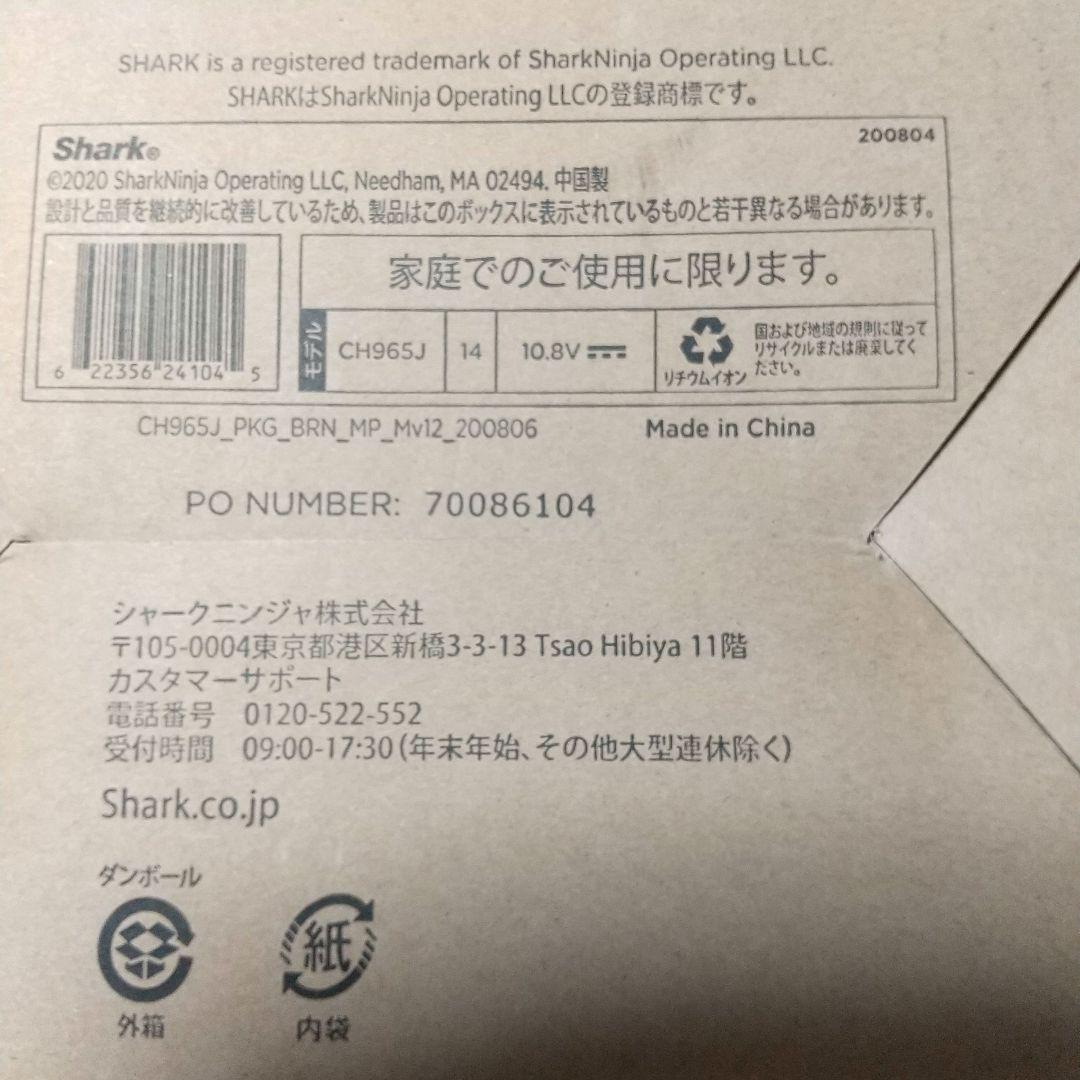 SHARK is a registered trademark of SharkNinja Operating LLC.
SHARKはSharkNinja Operating LLCの登録商標です。
Shark®
200804
©2020 SharkNinja Operating LLC, Needham, MA 02494. 中国製
設計と品質を継続的に改善しているため、製品はこのボックスに表示されているものと若干異なる場合があります。
6 22356 24104 5
家庭でのご使用に限ります。
モデル
CH965J
14
10.8V
リチウムイオン
国および地域の規則に従って
リサイクルまたは廃棄してく
ださい。
CH965J_PKG_BRN_MP_Mv12_200806
Made in China
PO NUMBER: 70086104
シャークニンジャ株式会社
〒105-0004東京都港区新橋3-3-13 Tsao Hibiya 11階
カスタマーサポート
電話番号 0120-522-552
受付時間 09:00-17:30(年末年始、その他大型連休除く)
Shark.co.jp
ダンボール
外箱
紙
内袋